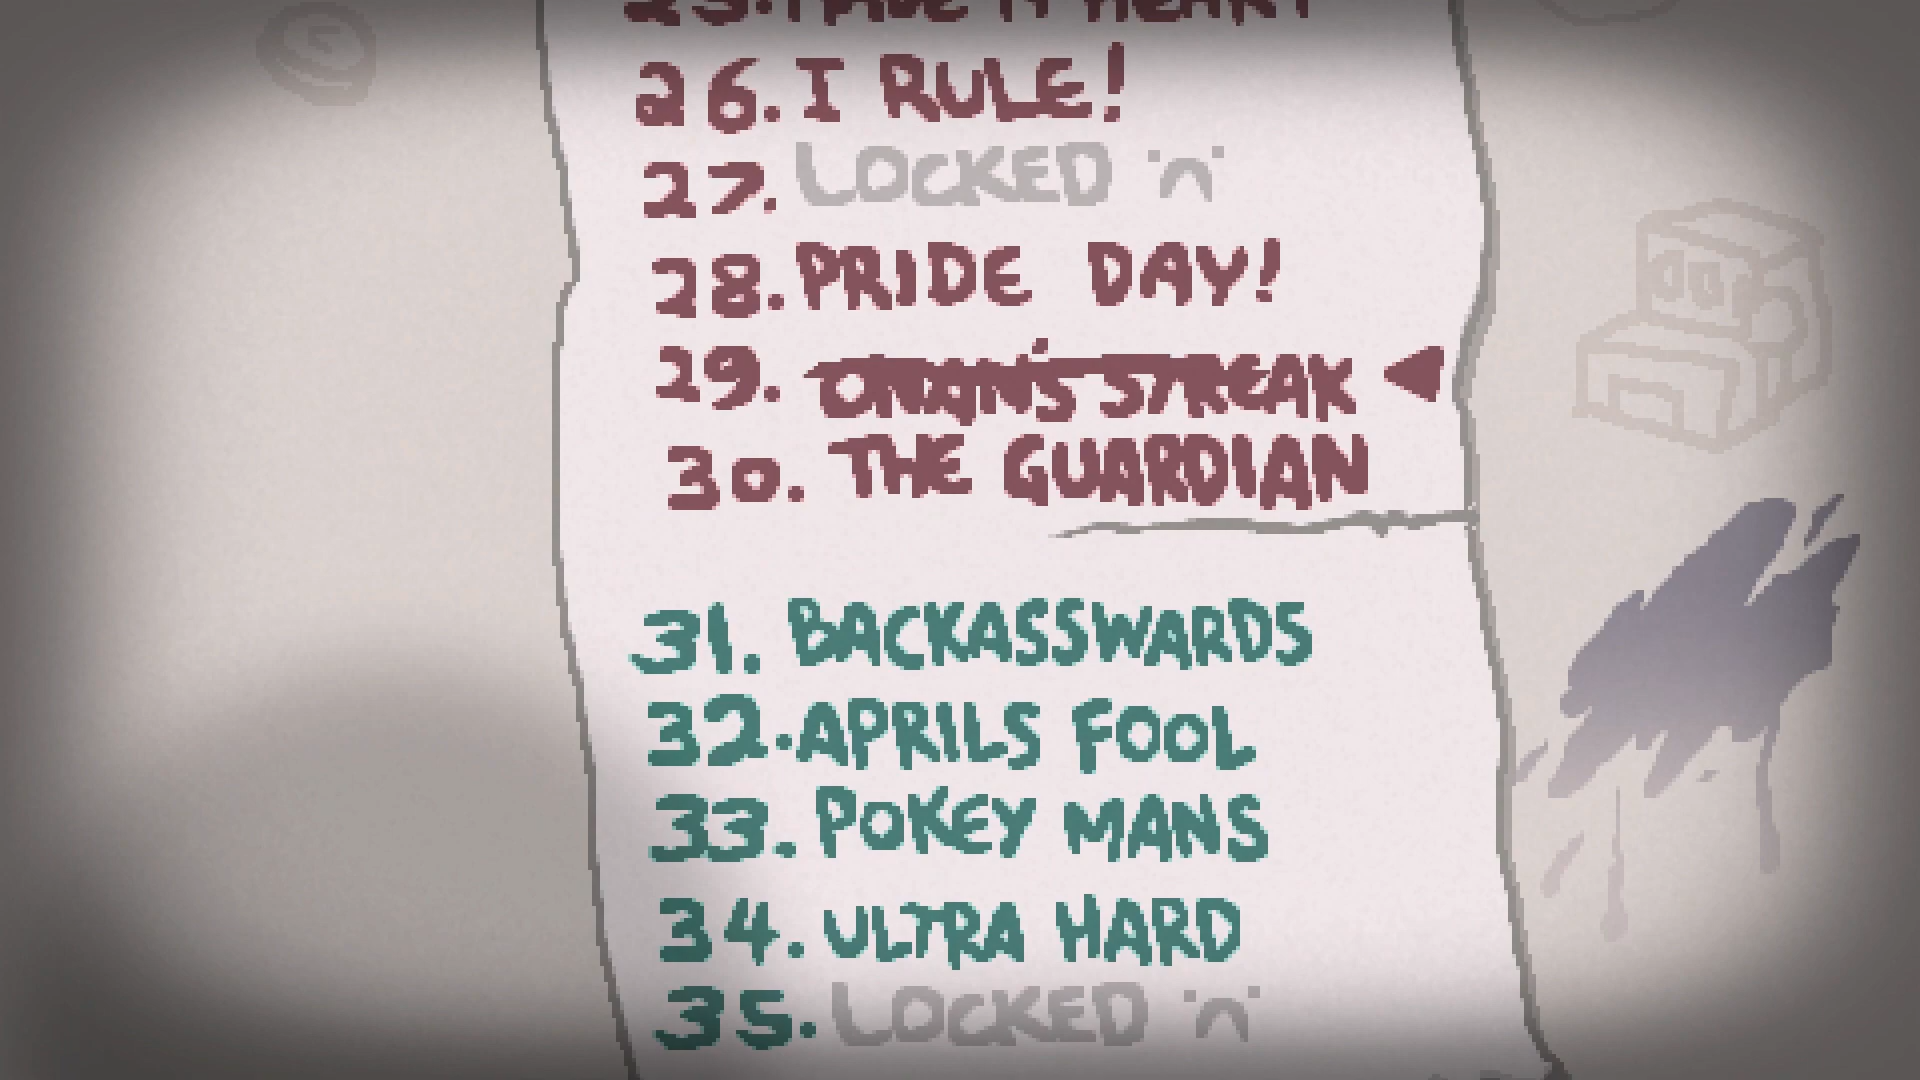 26. I RULE!
27. LOCKED
28. PRIDE DAY!
29. ONAN'S STREAK
30. THE GUARDIAN
31. BACKASSWARDS
32. APRILS FOOL
33. POKEY MANS
34. ULTRA HARD
35. LOCKED